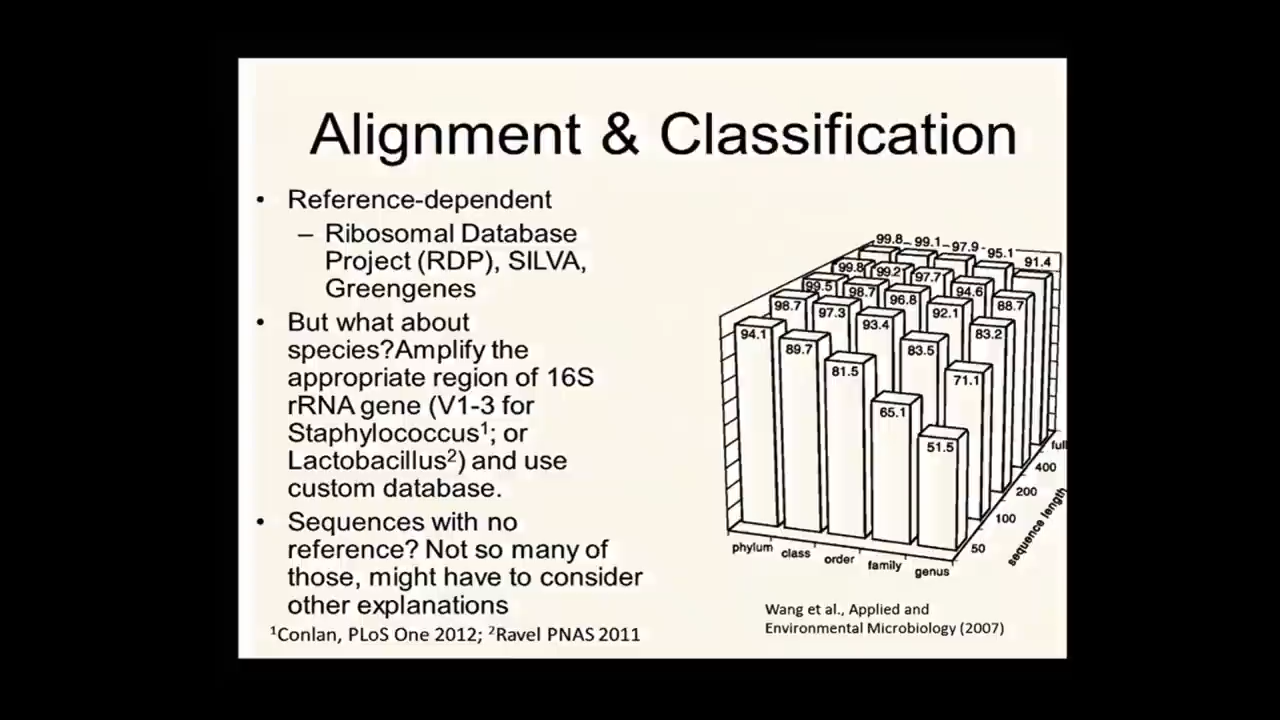 Alignment & Classification
• Reference-dependent
– Ribosomal Database
Project (RDP), SILVA,
Greengenes
• But what about
species?Amplify the
appropriate region of 16S
rRNA gene (V1-3 for
Staphylococcus¹; or
Lactobacillus²) and use
custom database.
• Sequences with no
reference? Not so many of
those, might have to consider
other explanations
¹Conlan, PLoS One 2012; ²Ravel PNAS 2011
99.8 99.1 97.9 95.1 91.4
99.8 99.2 97.7 94.6 88.7
99.5 98.7 96.8 92.1 83.2
98.7 97.3 93.4 83.5 71.1
94.1 89.7 81.5 65.1 51.5
full
400
200
100
50
sequence length
phylum class order family genus
Wang et al., Applied and
Environmental Microbiology (2007)